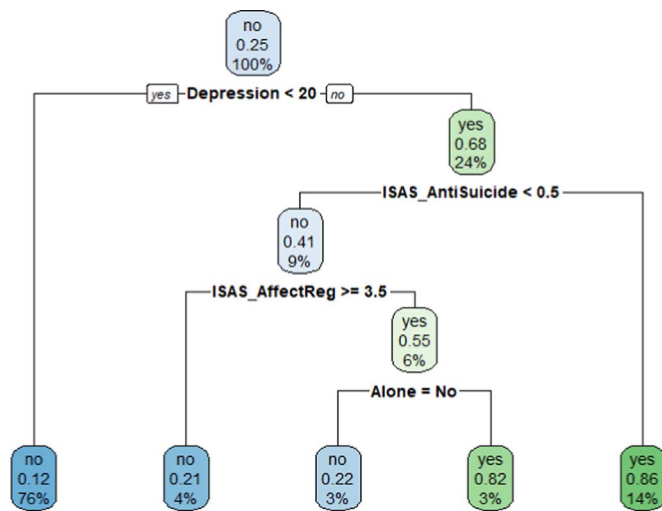 no
0.25
100%
yes Depression < 20 no
yes
0.68
24%
ISAS_AntiSuicide < 0.5
no
0.41
9%
ISAS_AffectReg >= 3.5
yes
0.55
6%
Alone = No
no
0.12
76%
no
0.21
4%
no
0.22
3%
yes
0.82
3%
yes
0.86
14%